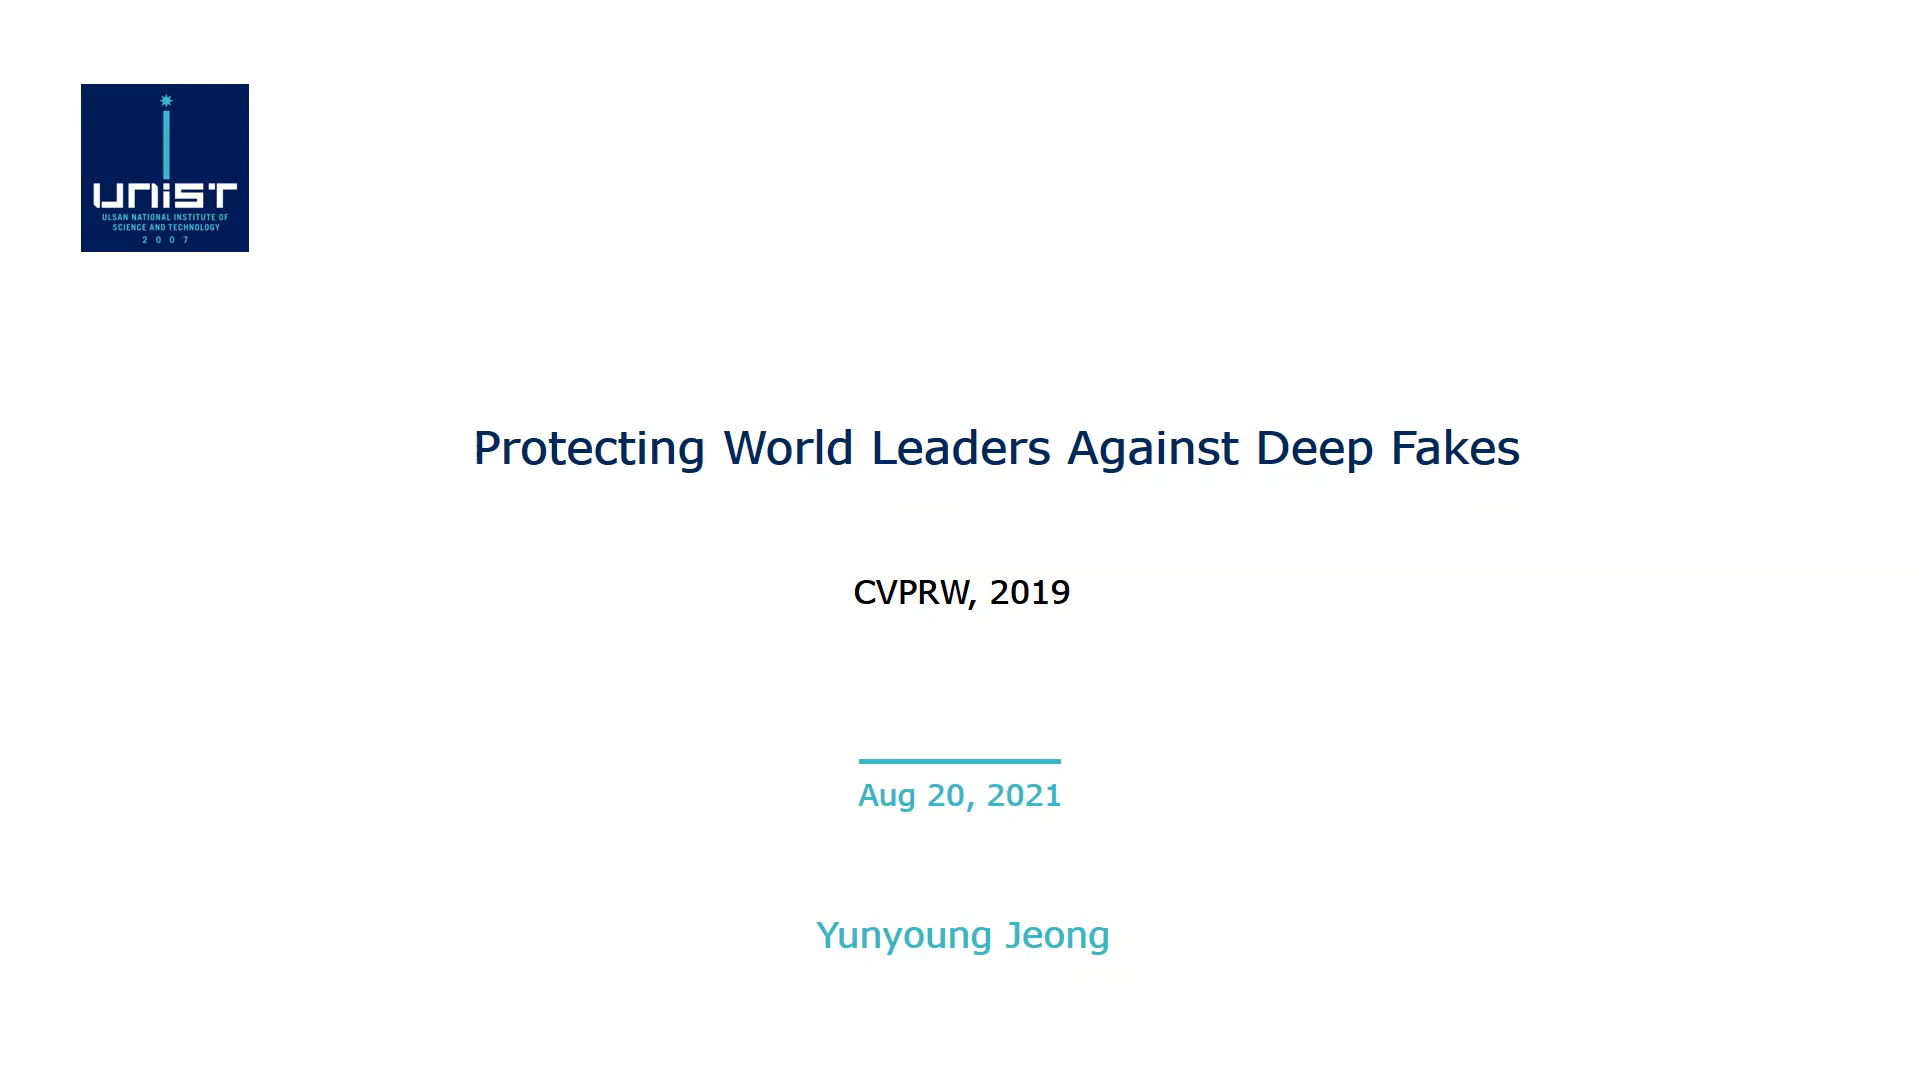 UNIST
ULSAN NATIONAL INSTITUTE OF
SCIENCE AND TECHNOLOGY
2007
Protecting World Leaders Against Deep Fakes
CVPRW, 2019
Aug 20, 2021
Yunyoung Jeong